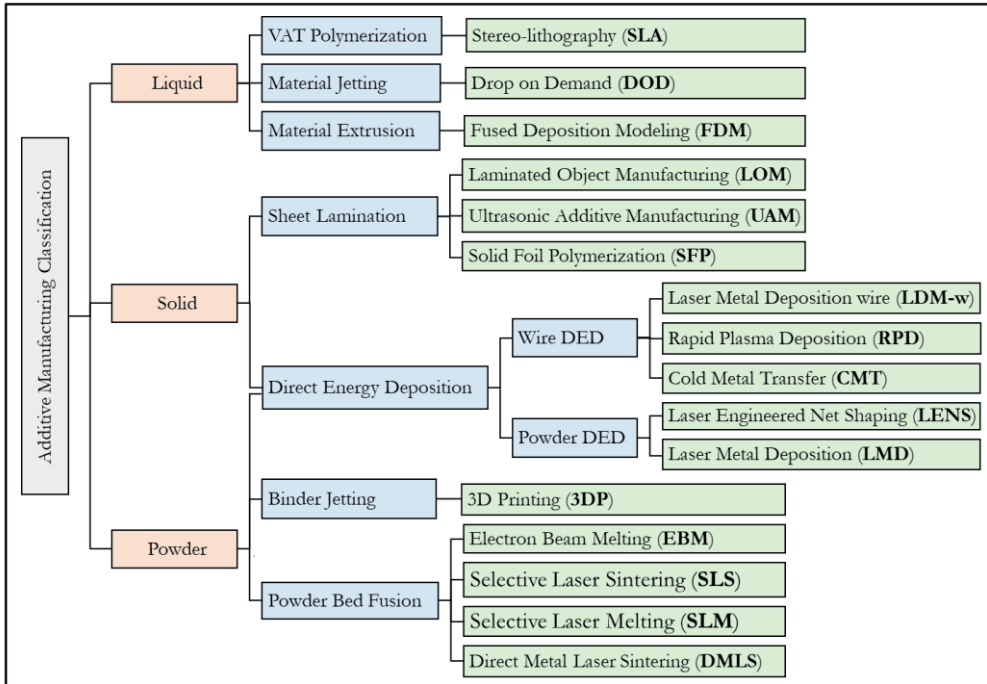 Additive Manufacturing Classification
Liquid
VAT Polymerization
Stereo-lithography (SLA)
Material Jetting
Drop on Demand (DOD)
Material Extrusion
Fused Deposition Modeling (FDM)
Solid
Sheet Lamination
Laminated Object Manufacturing (LOM)
Ultrasonic Additive Manufacturing (UAM)
Solid Foil Polymerization (SFP)
Direct Energy Deposition
Wire DED
Laser Metal Deposition wire (LDM-w)
Rapid Plasma Deposition (RPD)
Cold Metal Transfer (CMT)
Powder DED
Laser Engineered Net Shaping (LENS)
Laser Metal Deposition (LMD)
Powder
Binder Jetting
3D Printing (3DP)
Powder Bed Fusion
Electron Beam Melting (EBM)
Selective Laser Sintering (SLS)
Selective Laser Melting (SLM)
Direct Metal Laser Sintering (DMLS)